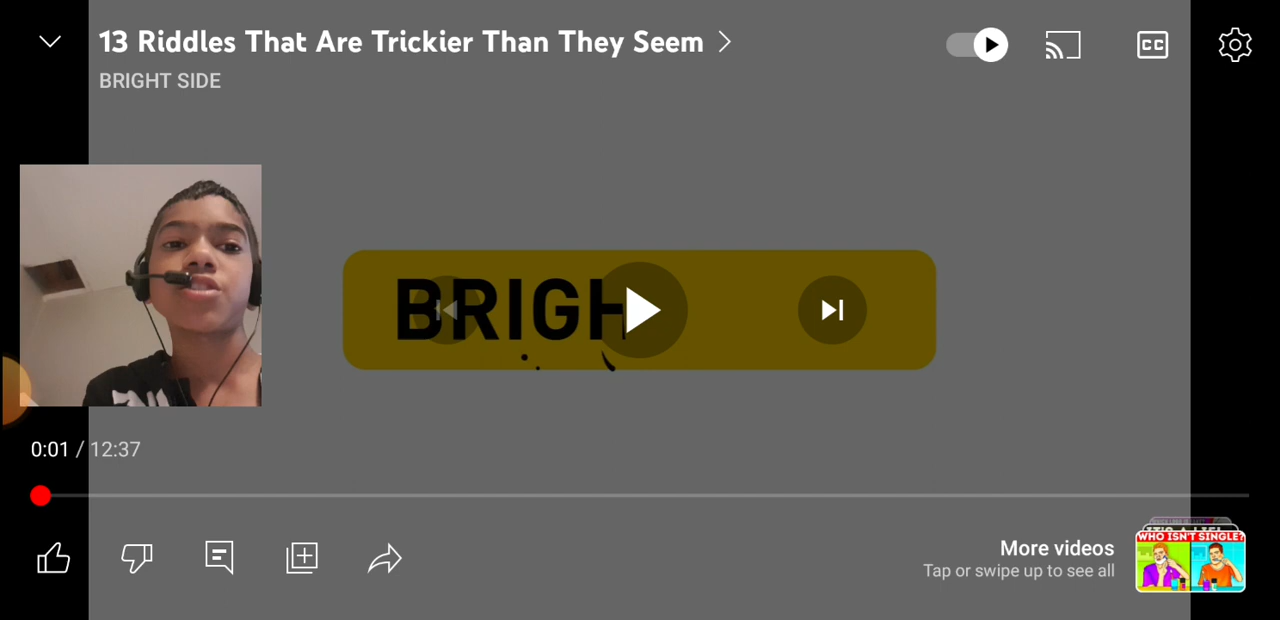 13 Riddles That Are Trickier Than They Seem
BRIGHT SIDE
CC
BRIGH
0:01 / 12:37
More videos
Tap or swipe up to see all
WHO ISN'T SINGLE?